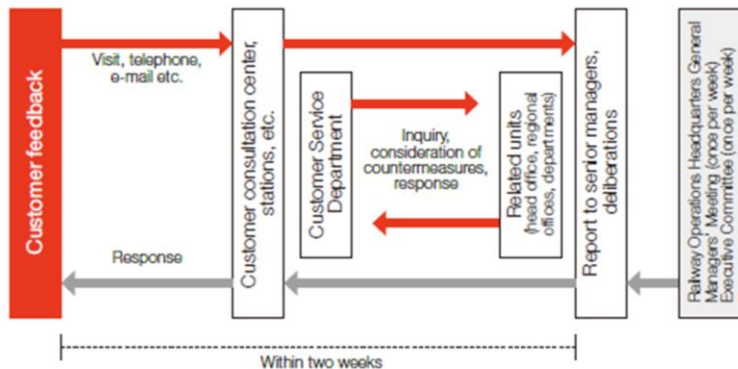 Customer feedback
Visit, telephone,
e-mail etc.
Response
Customer consultation center,
stations, etc.
Customer Service
Department
Inquiry,
consideration of
countermeasures,
response
Related units
(head office, regional
offices, departments)
Report to senior managers,
deliberations
Railway Operations Headquarters General
Managers' Meeting (once per week)
Executive Committee (once per week)
Within two weeks